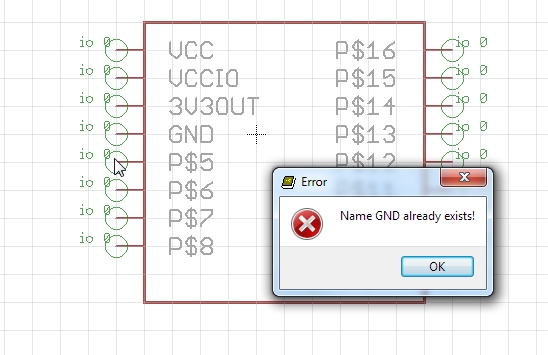 io 0 VCC P$16 io 0
io 0 VCCIO P$15 io 0
io 0 3V3OUT P$14 io 0
io 0 GND P$13 io 0
io 0 P$5 P$12 io 0
Error
io 0 P$6
Name GND already exists!
io 0 P$7
io 0 P$8
OK